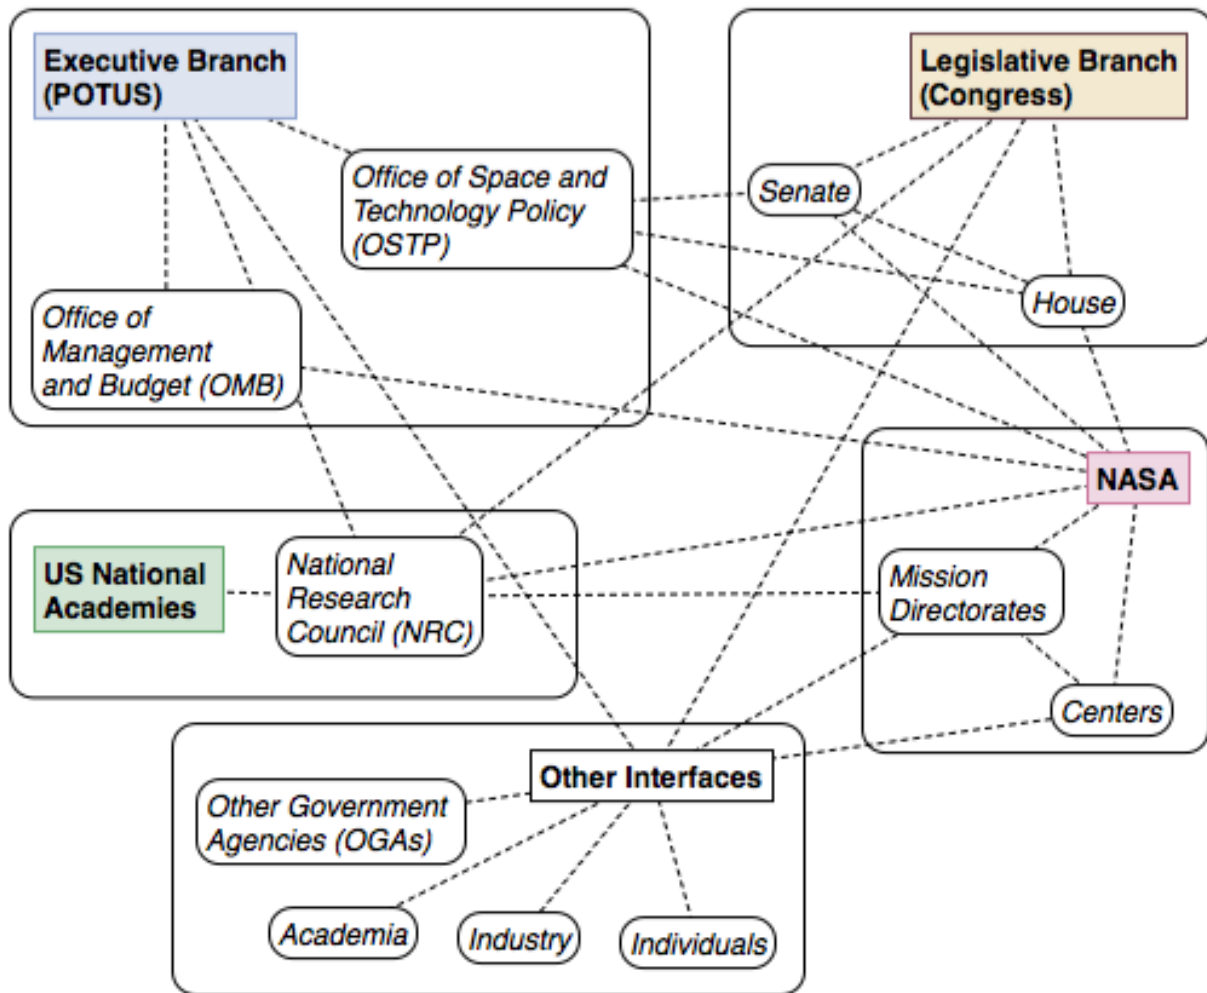 Executive Branch
(POTUS)
Office of Space and
Technology Policy
(OSTP)
Office of
Management
and Budget (OMB)
Legislative Branch
(Congress)
Senate
House
NASA
Mission
Directorates
Centers
US National
Academies
National
Research
Council (NRC)
Other Interfaces
Other Government
Agencies (OGAs)
Academia
Industry
Individuals